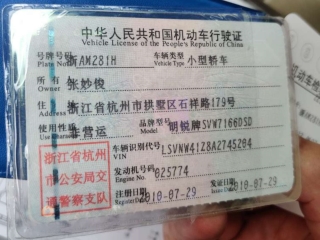 中华人民共和国机动车行驶证
Vehicle License of the People's Republic of China
号牌号码 浙AM281H 车辆类型 小型轿车
Plate No. Vehicle Type
所有人 张妙俊
Owner
住址 浙江省杭州市拱墅区石祥路179号
Address
使用性质 非营运 品牌型号 明锐牌SVW7166DSD
Use Character Model
车辆识别代号 LSVNW41Z8A2745204
VIN
发动机号码 025774
Engine No.
注册日期 2010-07-29 发证日期 2010-07-29
Register Date Issue Date
浙江省杭州
市公安局交
通警察支队